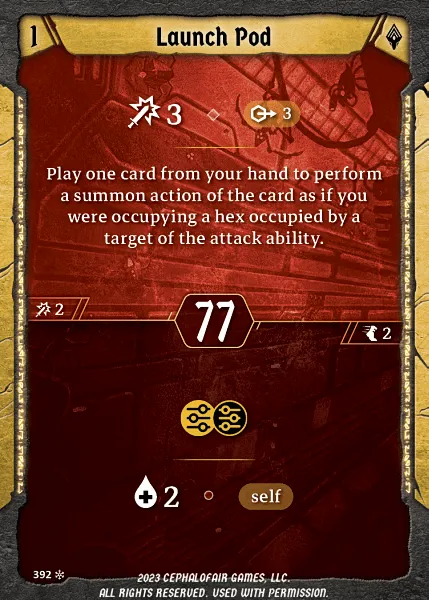 1 Launch Pod
3 3
Play one card from your hand to perform
a summon action of the card as if you
were occupying a hex occupied by a
target of the attack ability.
2
77
2
2 self
392
2023 CEPHALOFAIR GAMES, LLC.
ALL RIGHTS RESERVED. USED WITH PERMISSION.